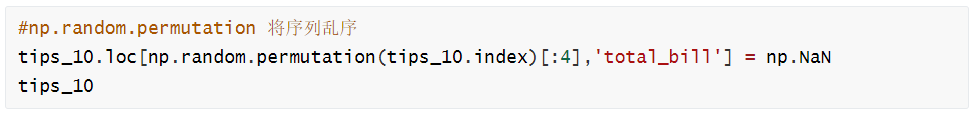 #np.random.permutation 将序列乱序
tips_10.loc[np.random.permutation(tips_10.index)[:4],'total_bill'] = np.NaN
tips_10